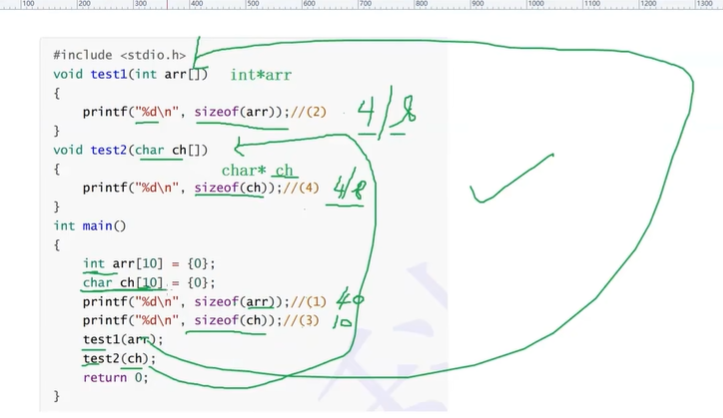 100 200 300 400 500 600 700 800 900 1000 1100 1200 1300
#include <stdio.h>
void test1(int arr[]) int*arr
{
printf("%d\n", sizeof(arr));//(2) 4/8
}
void test2(char ch[])
{
char* ch
printf("%d\n", sizeof(ch));//(4) 4/8
}
int main()
{
int arr[10] = {0};
char ch[10] = {0};
printf("%d\n", sizeof(arr));//(1) 40
printf("%d\n", sizeof(ch));//(3) 10
test1(arr);
test2(ch);
return 0;
}